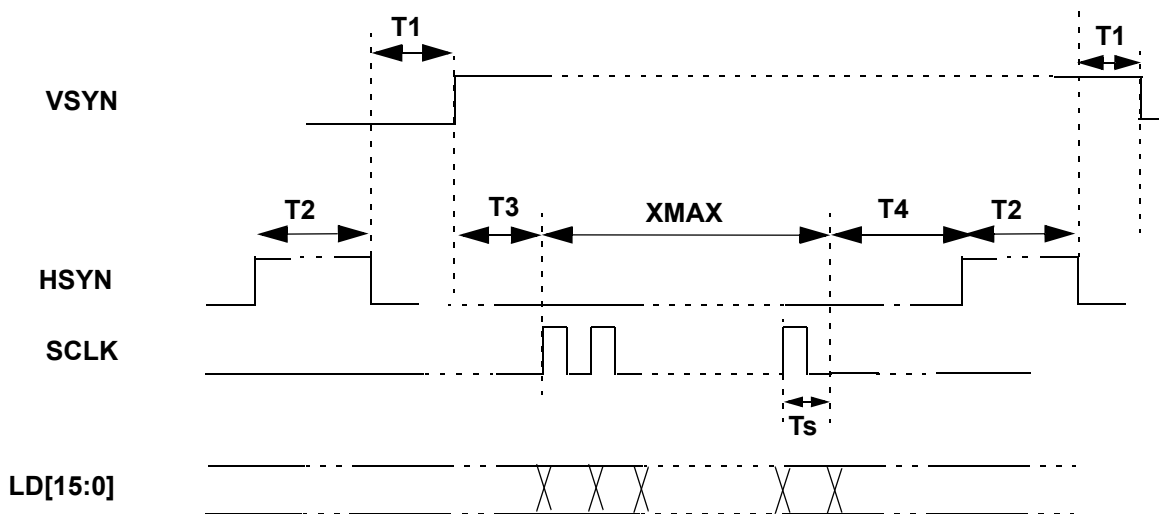 T1
T1
VSYN
T2
T3
XMAX
T4
T2
HSYN
SCLK
Ts
LD[15:0]